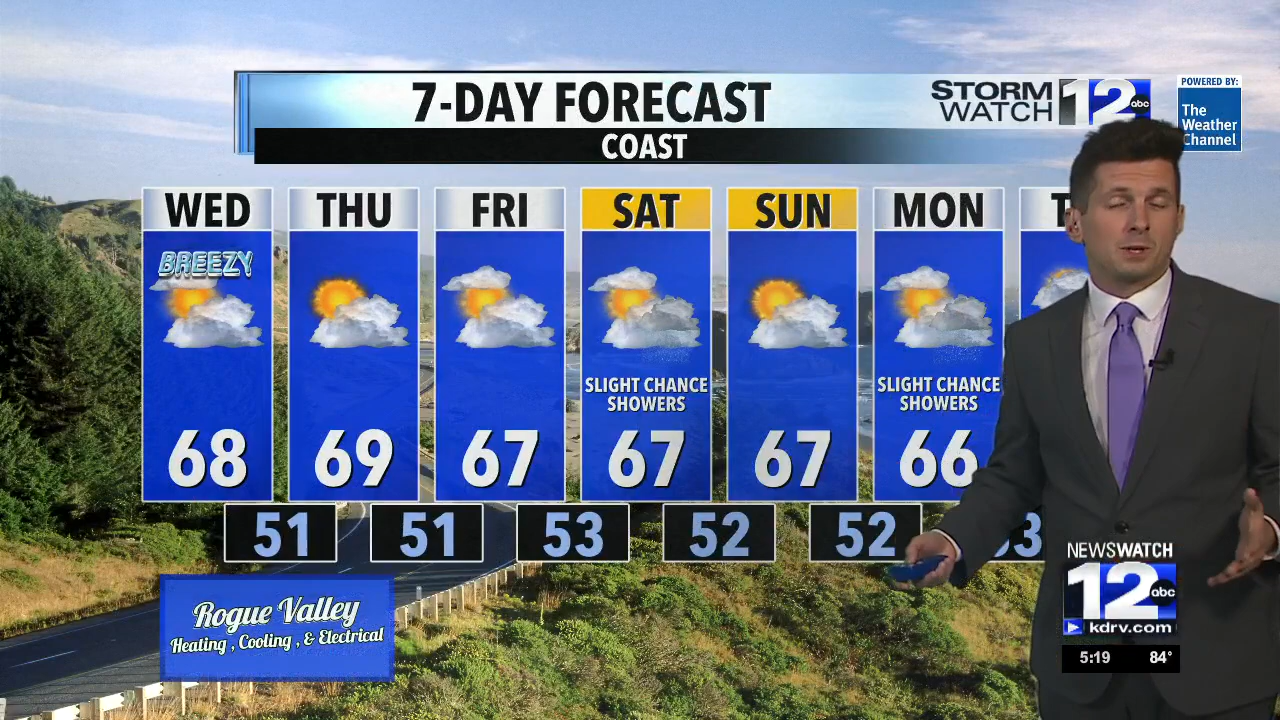 7-DAY FORECAST
COAST
STORM
WATCH
12
abc
POWERED BY:
The
Weather
Channel
WED
THU
FRI
SAT
SUN
MON
BREEZY
SLIGHT CHANCE
SHOWERS
SLIGHT CHANCE
SHOWERS
68
69
67
67
67
66
51
51
53
52
52
Rogue Valley
Heating, Cooling, & Electrical
NEWSWATCH
12
abc
kdrv.com
5:19
84°